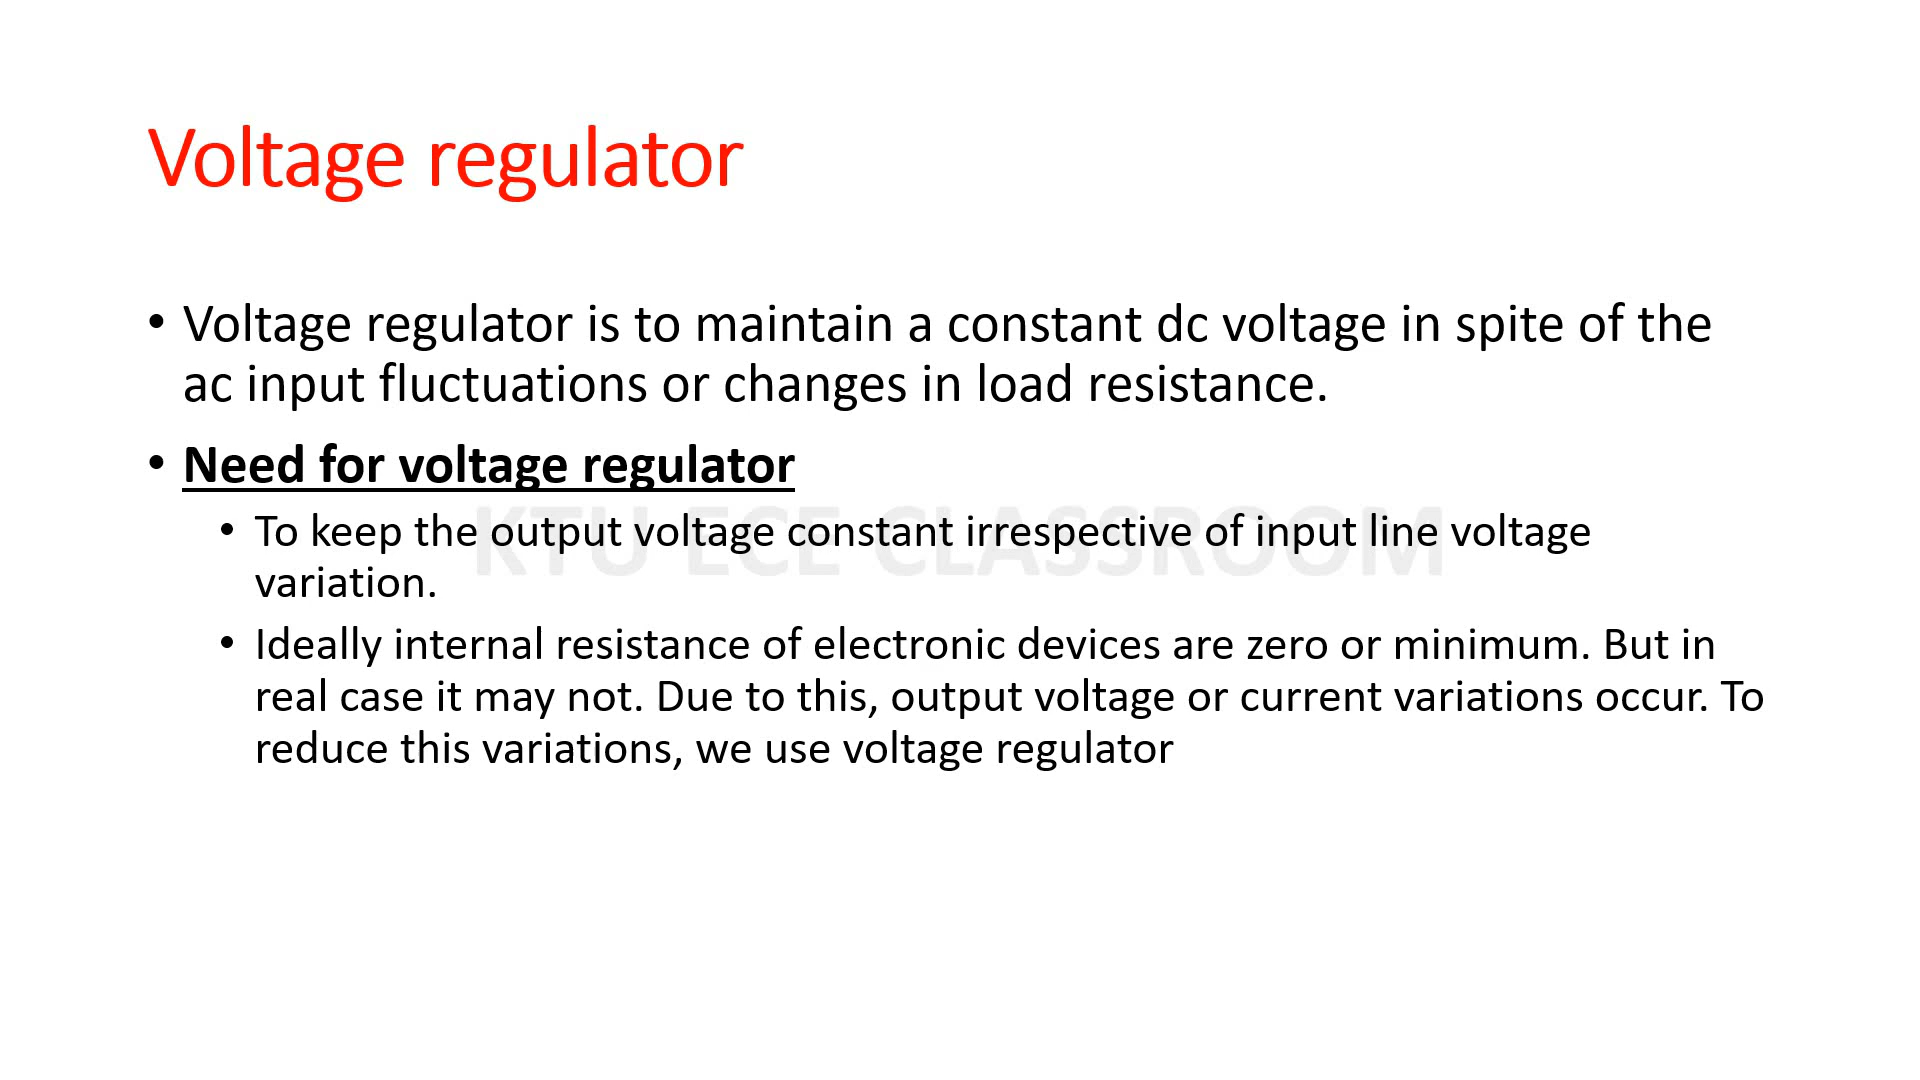 Voltage regulator
• Voltage regulator is to maintain a constant dc voltage in spite of the
ac input fluctuations or changes in load resistance.
• Need for voltage regulator
KTU ECE CLASSROOM
• To keep the output voltage constant irrespective of input line voltage
variation.
• Ideally internal resistance of electronic devices are zero or minimum. But in
real case it may not. Due to this, output voltage or current variations occur. To
reduce this variations, we use voltage regulator